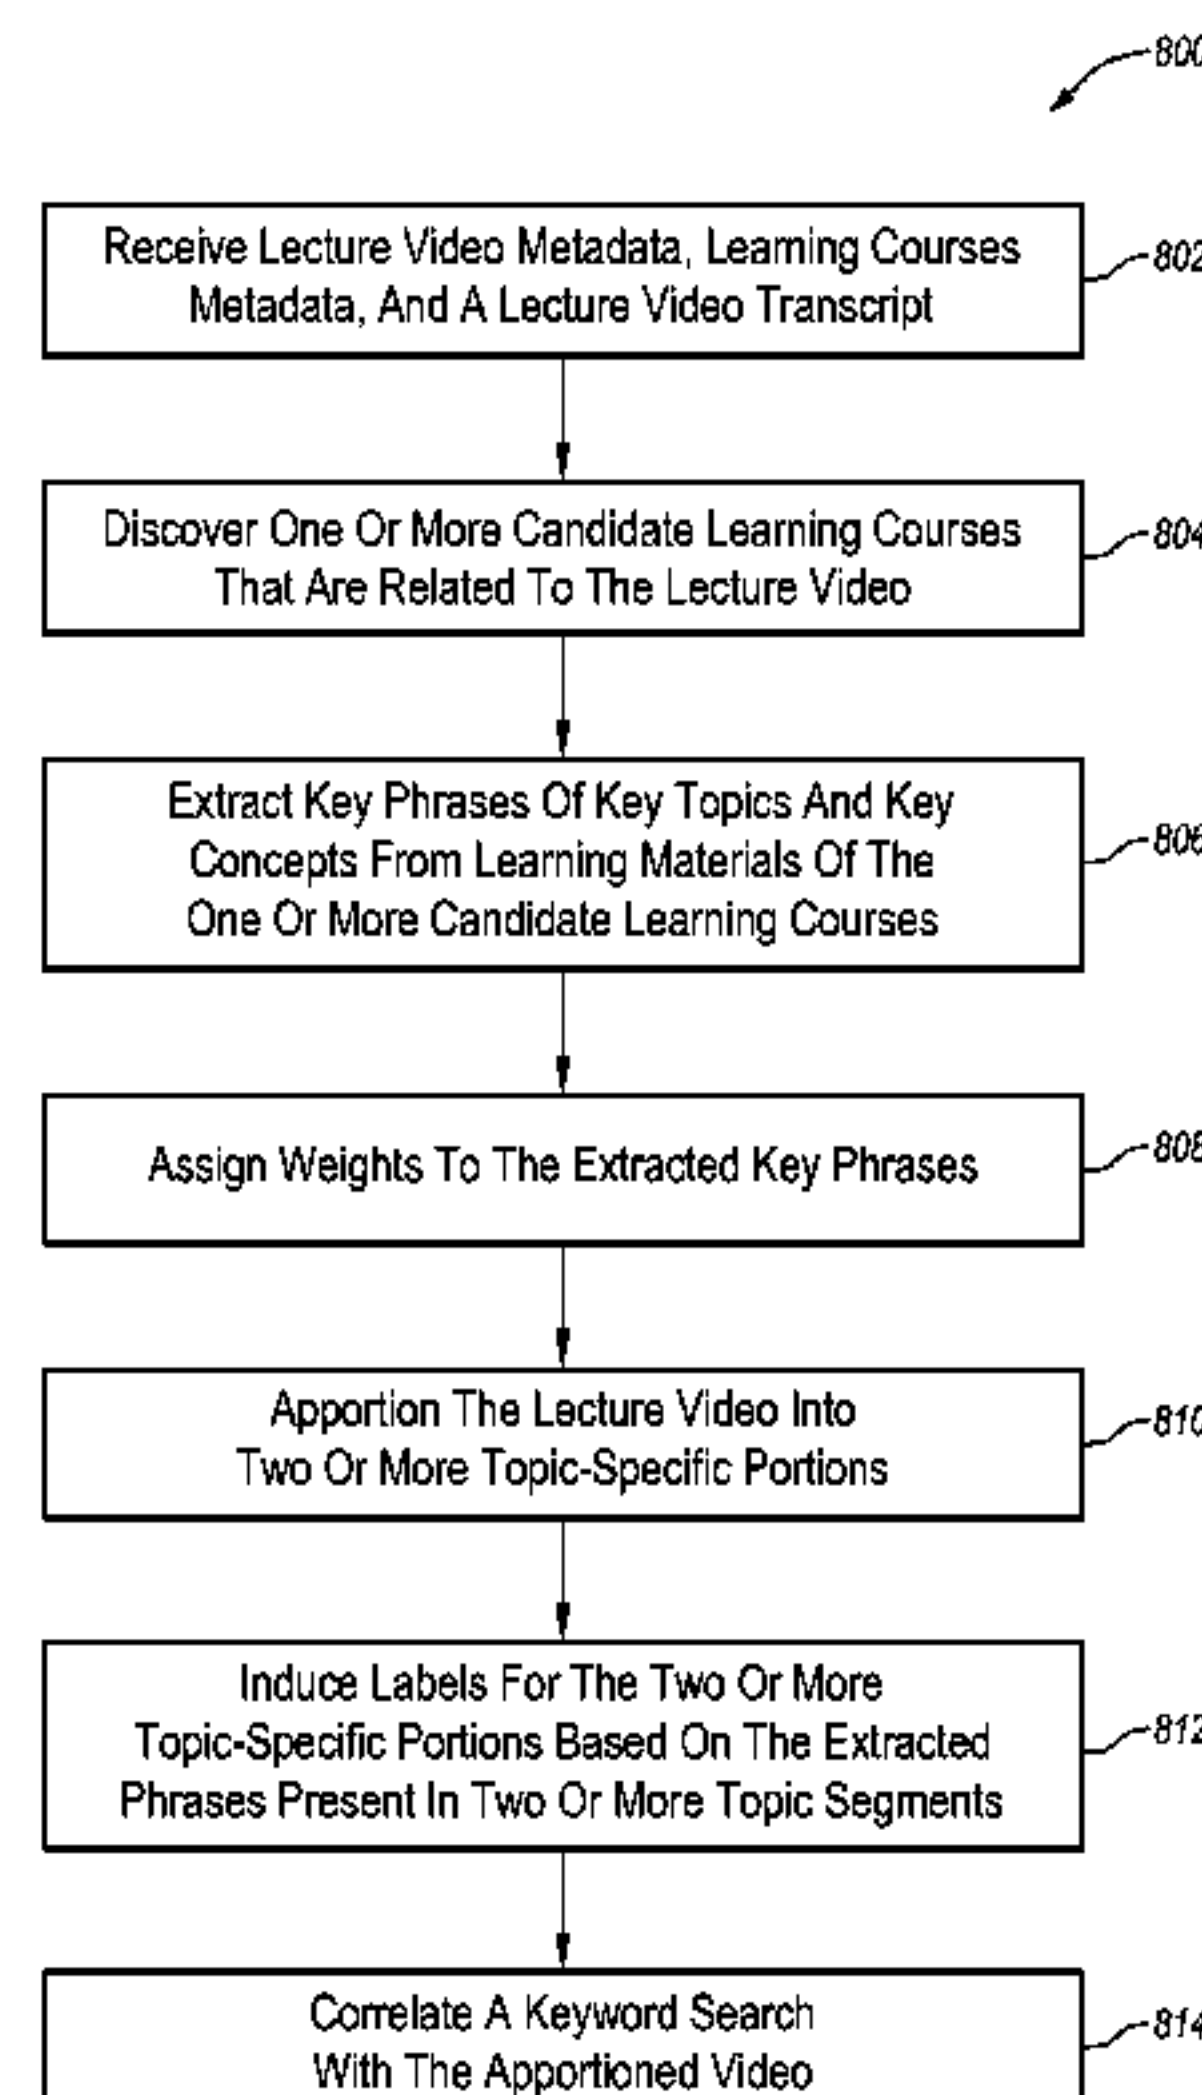 800
Receive Lecture Video Metadata, Learning Courses
Metadata, And A Lecture Video Transcript
802
Discover One Or More Candidate Learning Courses
That Are Related To The Lecture Video
804
Extract Key Phrases Of Key Topics And Key
Concepts From Learning Materials Of The
One Or More Candidate Learning Courses
806
Assign Weights To The Extracted Key Phrases
808
Apportion The Lecture Video Into
Two Or More Topic-Specific Portions
810
Induce Labels For The Two Or More
Topic-Specific Portions Based On The Extracted
Phrases Present In Two Or More Topic Segments
812
Correlate A Keyword Search
With The Apportioned Video
814